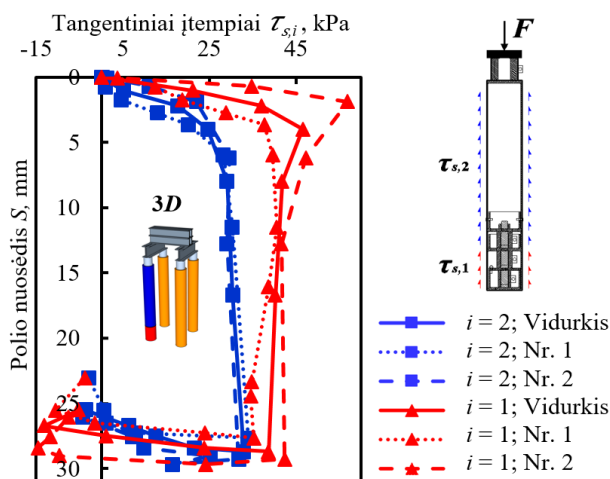 Tangentiniai įtempiai τs,i, kPa
-15 5 25 45
Polio nuosėdis S, mm
0
5
10
15
20
25
30
3D
F
τs,2
τs,1
i = 2; Vidurkis
i = 2; Nr. 1
i = 2; Nr. 2
i = 1; Vidurkis
i = 1; Nr. 1
i = 1; Nr. 2